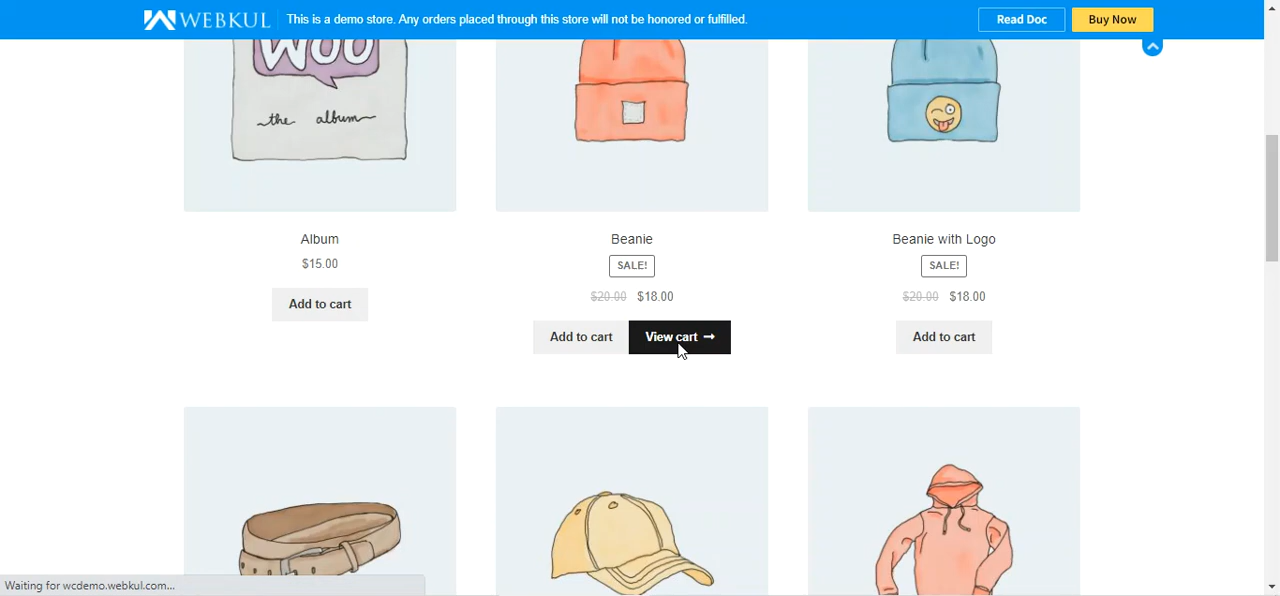 WEBKUL
This is a demo store. Any orders placed through this store will not be honored or fulfilled.
Read Doc
Buy Now
WOO
the album
Album
$15.00
Add to cart
Beanie
SALE!
$20.00 $18.00
Add to cart
View cart →
Beanie with Logo
SALE!
$20.00 $18.00
Add to cart
Waiting for wcdemo.webkul.com...